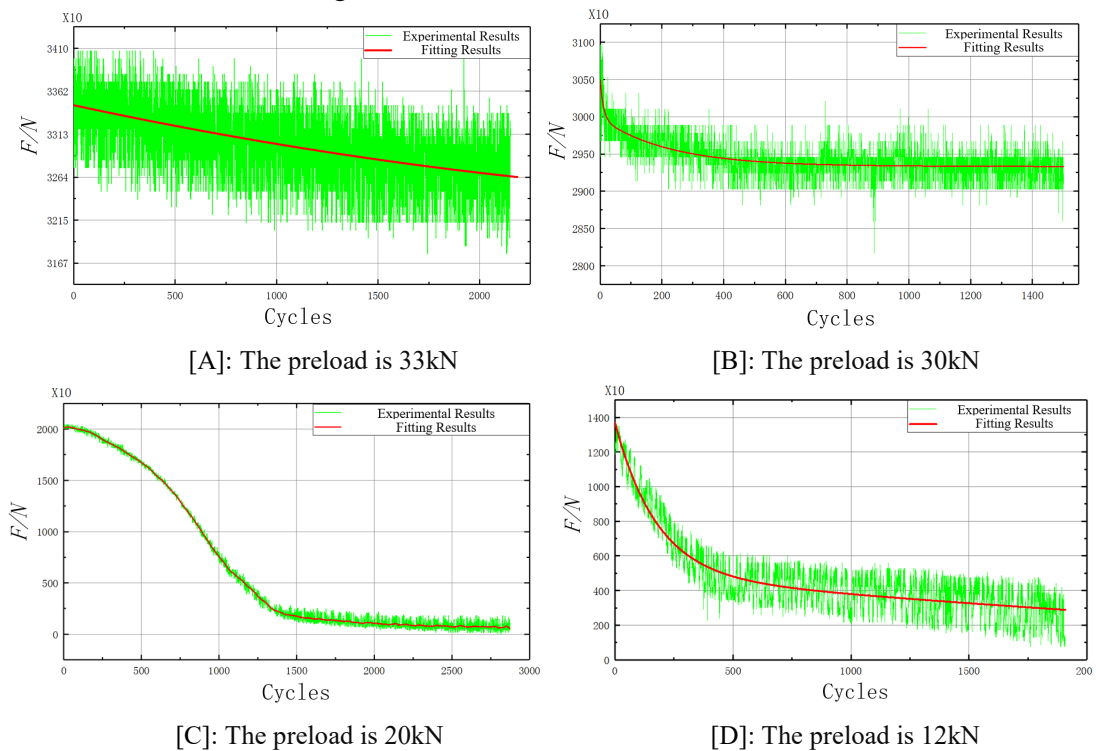 X10
3410
3362
3313
3264
3215
3167
F/N
0
500
1000
1500
2000
Cycles
Experimental Results
Fitting Results
[A]: The preload is 33kN
X10
3100
3050
3000
2950
2900
2850
2800
F/N
0
200
400
600
800
1000
1200
1400
Cycles
Experimental Results
Fitting Results
[B]: The preload is 30kN
X10
2000
1500
1000
500
0
F/N
0
500
1000
1500
2000
2500
3000
Cycles
Experimental Results
Fitting Results
[C]: The preload is 20kN
X10
1400
1200
1000
800
600
400
200
0
F/N
0
500
1000
1500
200
Cycles
Experimental Results
Fitting Results
[D]: The preload is 12kN